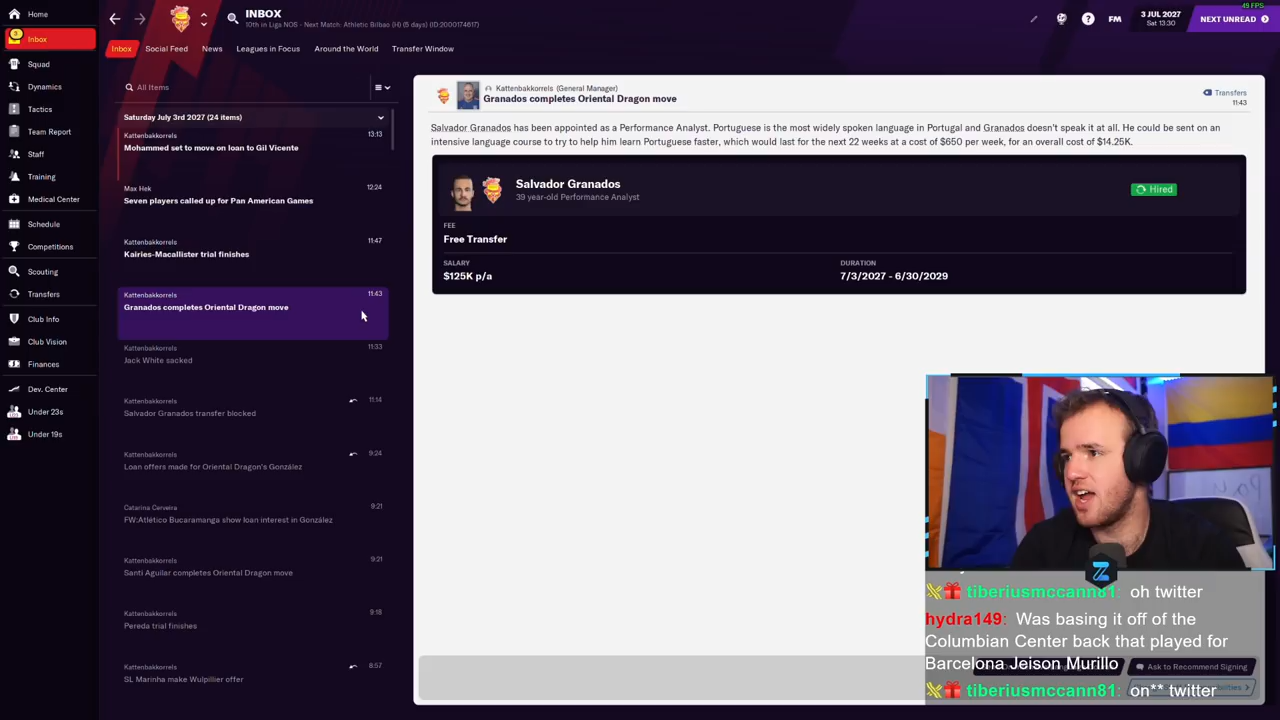 49 FPS
Home
INBOX
10th in Liga NOS - Next Match: Athletic Bilbao (H) (5 days) (ID:2000174617)
FM
3 JUL 2027
Sat 13:30
NEXT UNREAD
Inbox
Inbox
Social Feed
News
Leagues in Focus
Around the World
Transfer Window
Squad
Dynamics
Tactics
Team Report
Staff
Training
Medical Center
Schedule
Competitions
Scouting
Transfers
Club Info
Club Vision
Finances
Dev. Center
Under 23s
Under 19s
All Items
Saturday July 3rd 2027 (24 items)
Kattenbakkorrels 13:13
Mohammed set to move on loan to Gil Vicente
Max Hek 12:24
Seven players called up for Pan American Games
Kattenbakkorrels 11:47
Kairies-Macallister trial finishes
Kattenbakkorrels 11:43
Granados completes Oriental Dragon move
Kattenbakkorrels 11:33
Jack White sacked
Kattenbakkorrels 11:14
Salvador Granados transfer blocked
Kattenbakkorrels 9:24
Loan offers made for Oriental Dragon's González
Catarina Cerveira 9:21
FW:Atlético Bucaramanga show loan interest in González
Kattenbakkorrels 9:21
Santi Aguilar completes Oriental Dragon move
Kattenbakkorrels 9:18
Pereda trial finishes
Kattenbakkorrels 8:57
SL Marinha make Wulpillier offer
Kattenbakkorrels (General Manager)
Granados completes Oriental Dragon move
Transfers
11:43
Salvador Granados has been appointed as a Performance Analyst. Portuguese is the most widely spoken language in Portugal and Granados doesn't speak it at all. He could be sent on an
intensive language course to try to help him learn Portuguese faster, which would last for the next 22 weeks at a cost of $650 per week, for an overall cost of $14.25K.
Salvador Granados
39 year-old Performance Analyst
Hired
FEE
Free Transfer
SALARY
$125K p/a
DURATION
7/3/2027 - 6/30/2029
tiberiusmccann81: oh twitter
hydra149: Was basing it off of the
Columbian Center back that played for
Barcelona Jeison Murillo
Ask to Recommend Signing
tiberiusmccann81: on** twitter